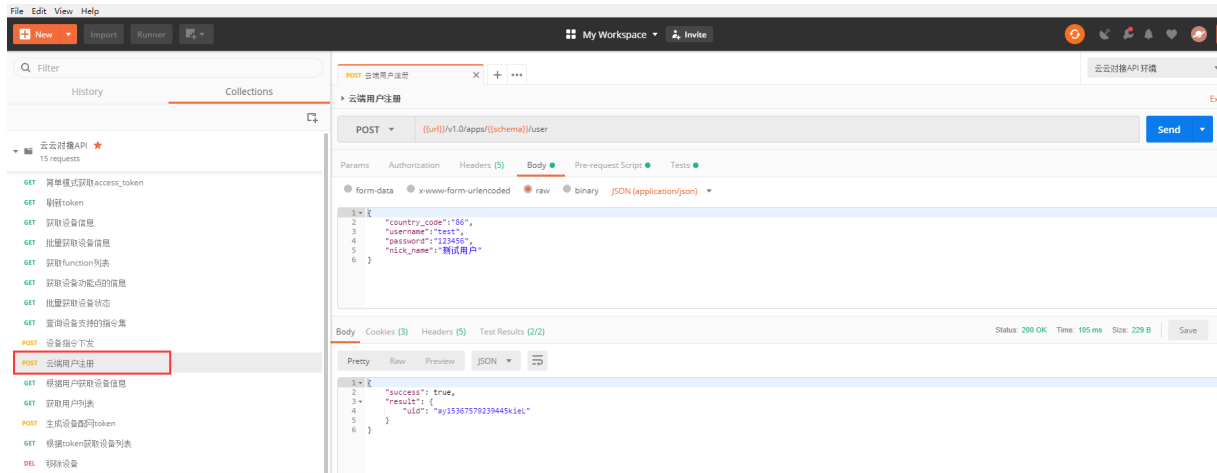 File Edit View Help
New Import Runner My Workspace Invite
Filter
History Collections
云云对接API
15 requests
GET 简单模式获取access_token
GET 刷新token
GET 获取设备信息
GET 批量获取设备信息
GET 获取function列表
GET 获取设备功能点的信息
GET 批量获取设备状态
GET 查询设备支持的指令集
POST 设备指令下发
POST 云端用户注册
GET 根据用户获取设备信息
GET 获取用户列表
POST 生成设备配网token
GET 根据token获取设备列表
DEL 移除设备
POST 云端用户注册 × + •••
云云对接API 环境
云端用户注册
POST {{url}}/v1.0/apps/{{schema}}/user Send
Params Authorization Headers (5) Body Pre-request Script Tests
form-data x-www-form-urlencoded raw binary JSON (application/json)
1 {
2 "country_code":"86",
3 "username":"test",
4 "password":"123456",
5 "nick_name":"测试用户"
6 }
Body Cookies (3) Headers (5) Test Results (2/2) Status: 200 OK Time: 105 ms Size: 229 B Save
Pretty Raw Preview JSON
1 {
2 "success": true,
3 "result": {
4 "uid": "ay15367579239445kieL"
5 }
6 }